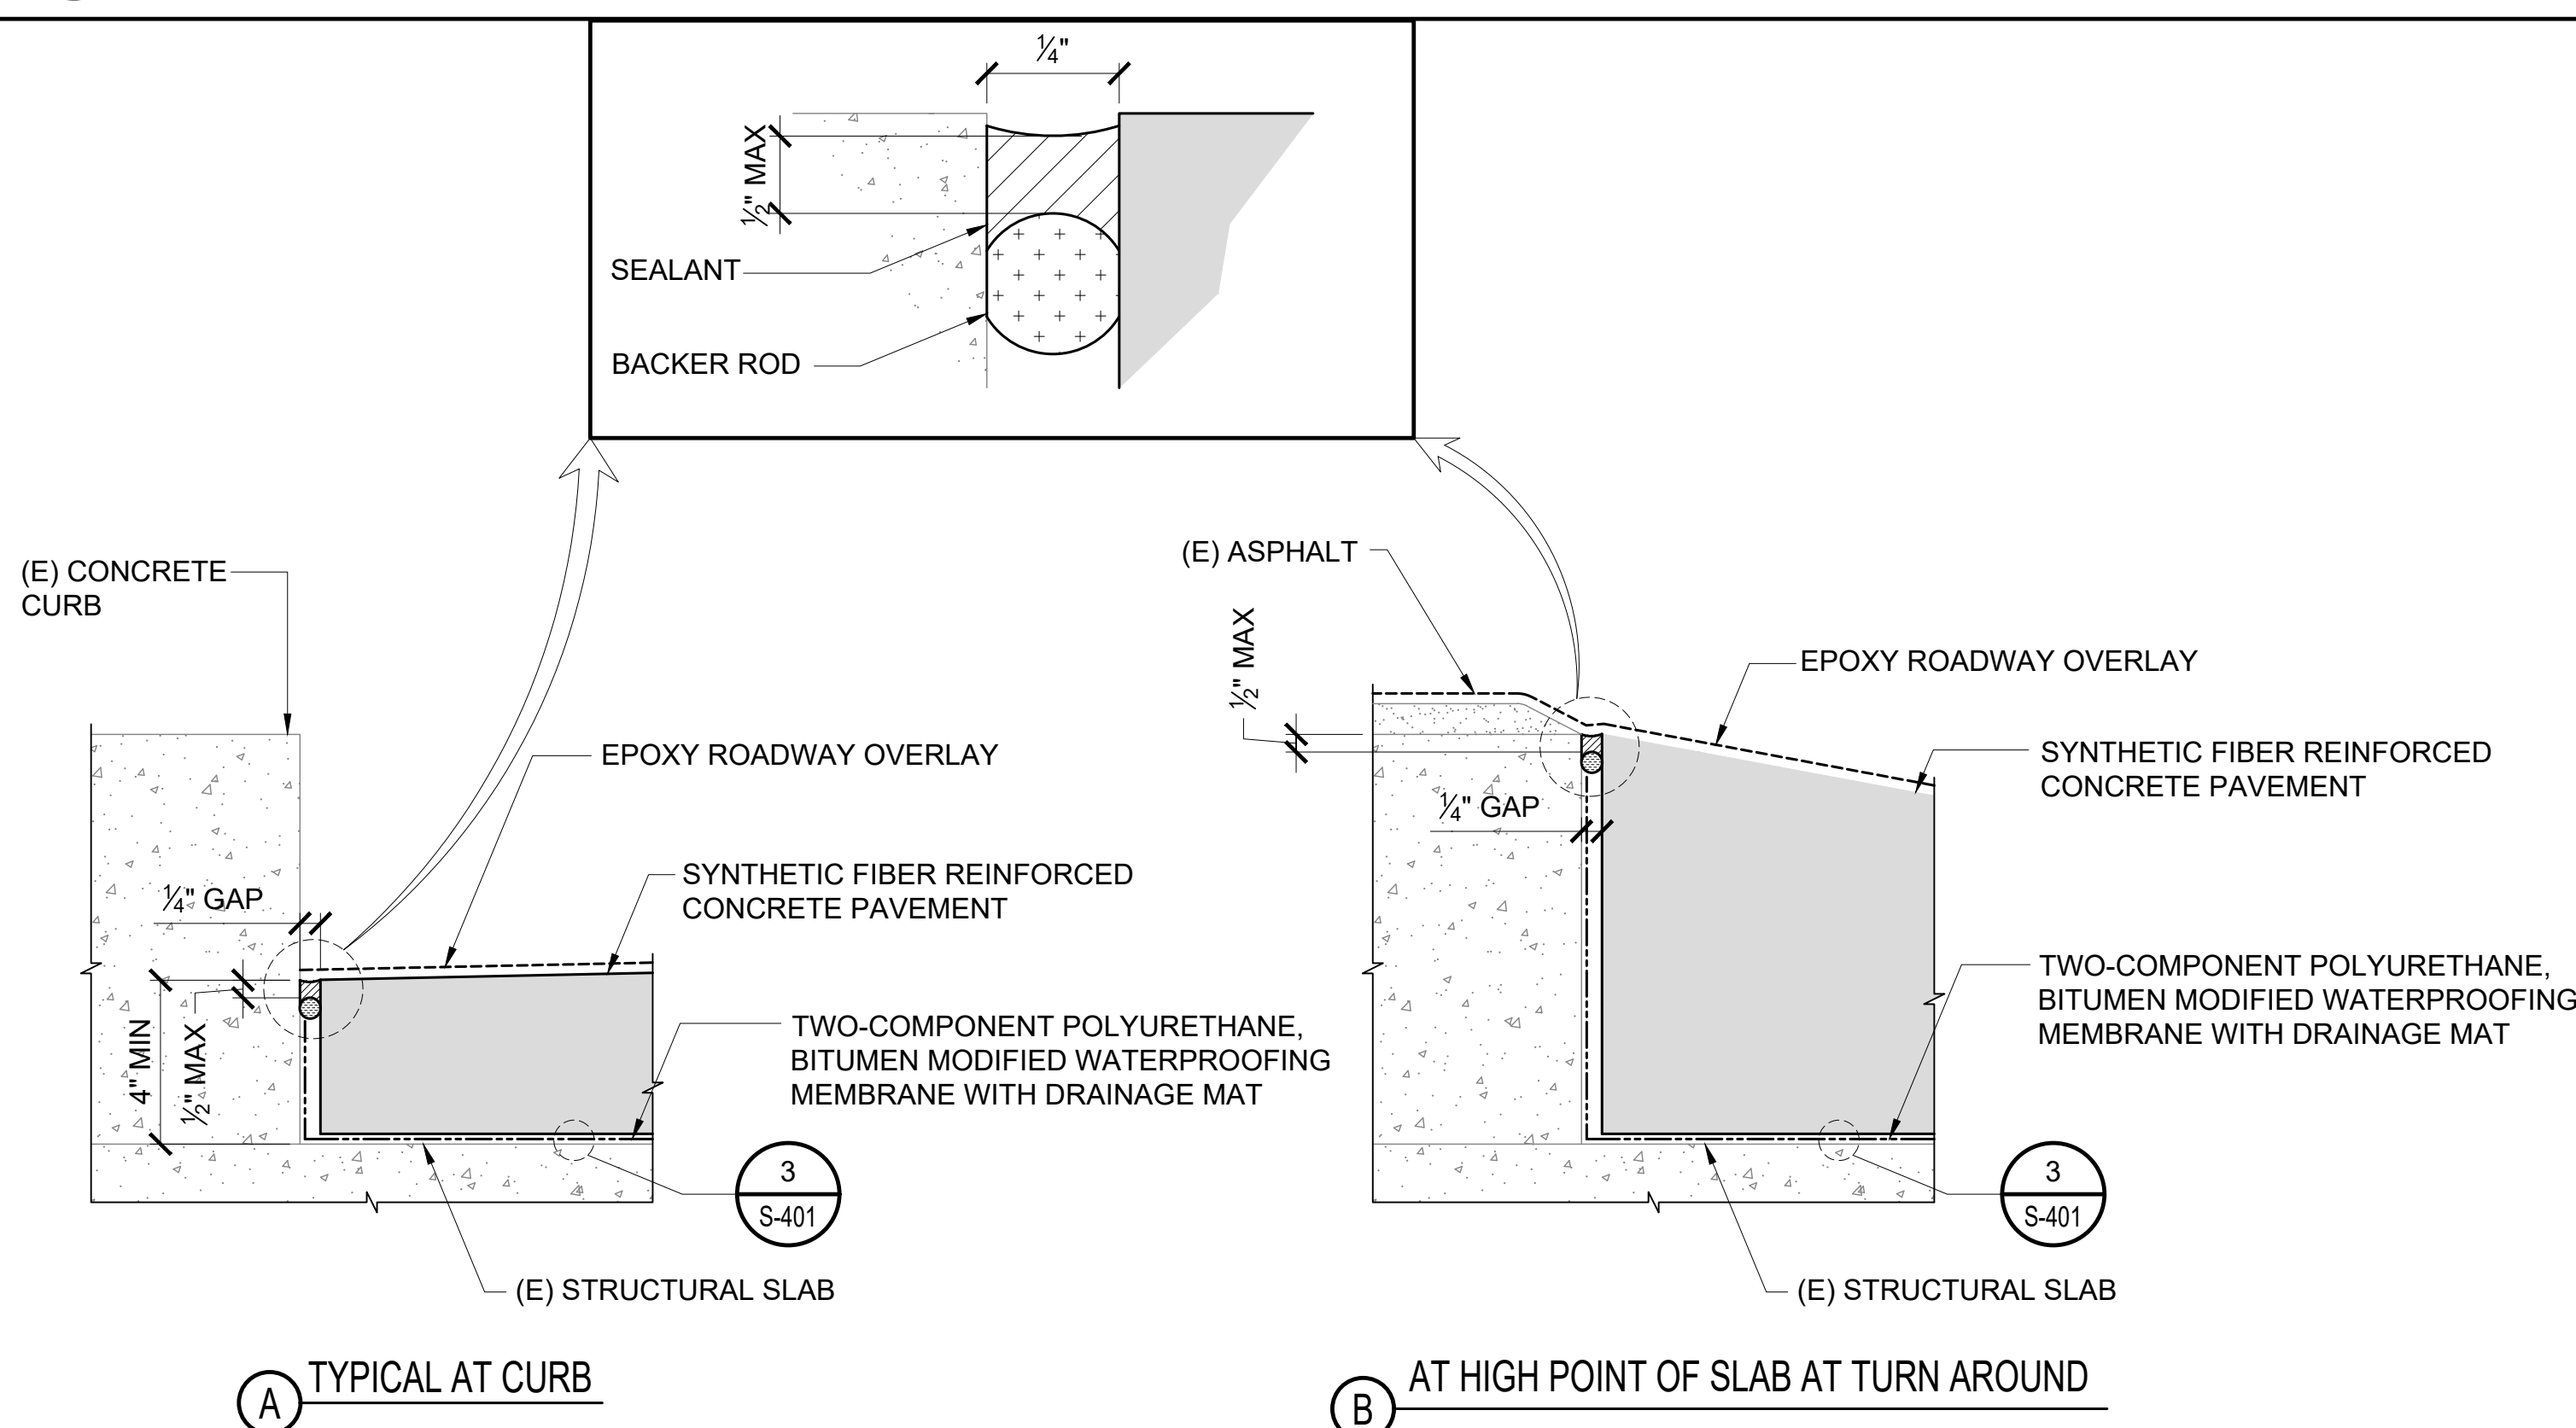 ¼"
½" MAX
SEALANT
BACKER ROD
(E) CONCRETE
CURB
¼" GAP
4" MIN
½" MAX
EPOXY ROADWAY OVERLAY
SYNTHETIC FIBER REINFORCED
CONCRETE PAVEMENT
TWO-COMPONENT POLYURETHANE,
BITUMEN MODIFIED WATERPROOFING
MEMBRANE WITH DRAINAGE MAT
3
S-401
(E) STRUCTURAL SLAB
A
TYPICAL AT CURB
(E) ASPHALT
½" MAX
¼" GAP
EPOXY ROADWAY OVERLAY
SYNTHETIC FIBER REINFORCED
CONCRETE PAVEMENT
TWO-COMPONENT POLYURETHANE,
BITUMEN MODIFIED WATERPROOFING
MEMBRANE WITH DRAINAGE MAT
3
S-401
(E) STRUCTURAL SLAB
B
AT HIGH POINT OF SLAB AT TURN AROUND